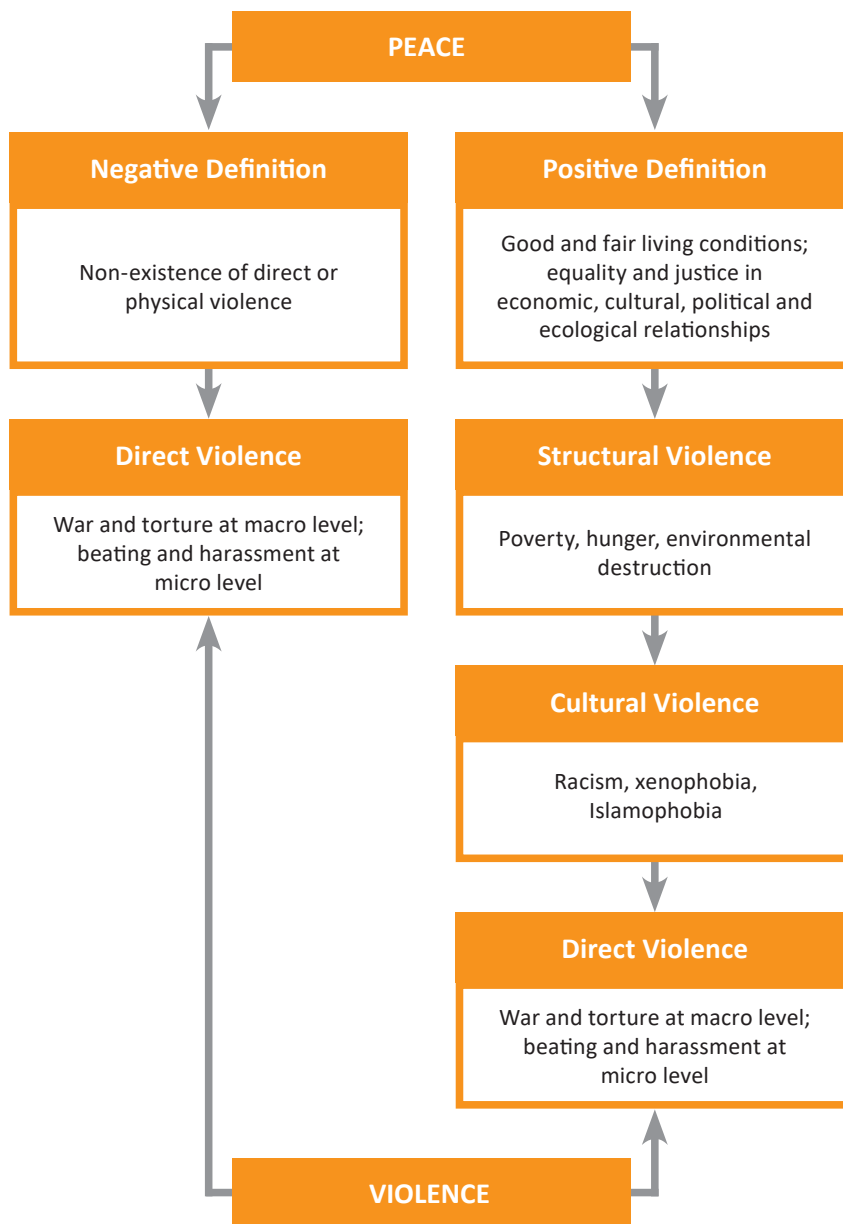 PEACE
Negative Definition
Non-existence of direct or
physical violence
Direct Violence
War and torture at macro level;
beating and harassment at
micro level
Positive Definition
Good and fair living conditions;
equality and justice in
economic, cultural, political and
ecological relationships
Structural Violence
Poverty, hunger, environmental
destruction
Cultural Violence
Racism, xenophobia,
Islamophobia
Direct Violence
War and torture at macro level;
beating and harassment at
micro level
VIOLENCE